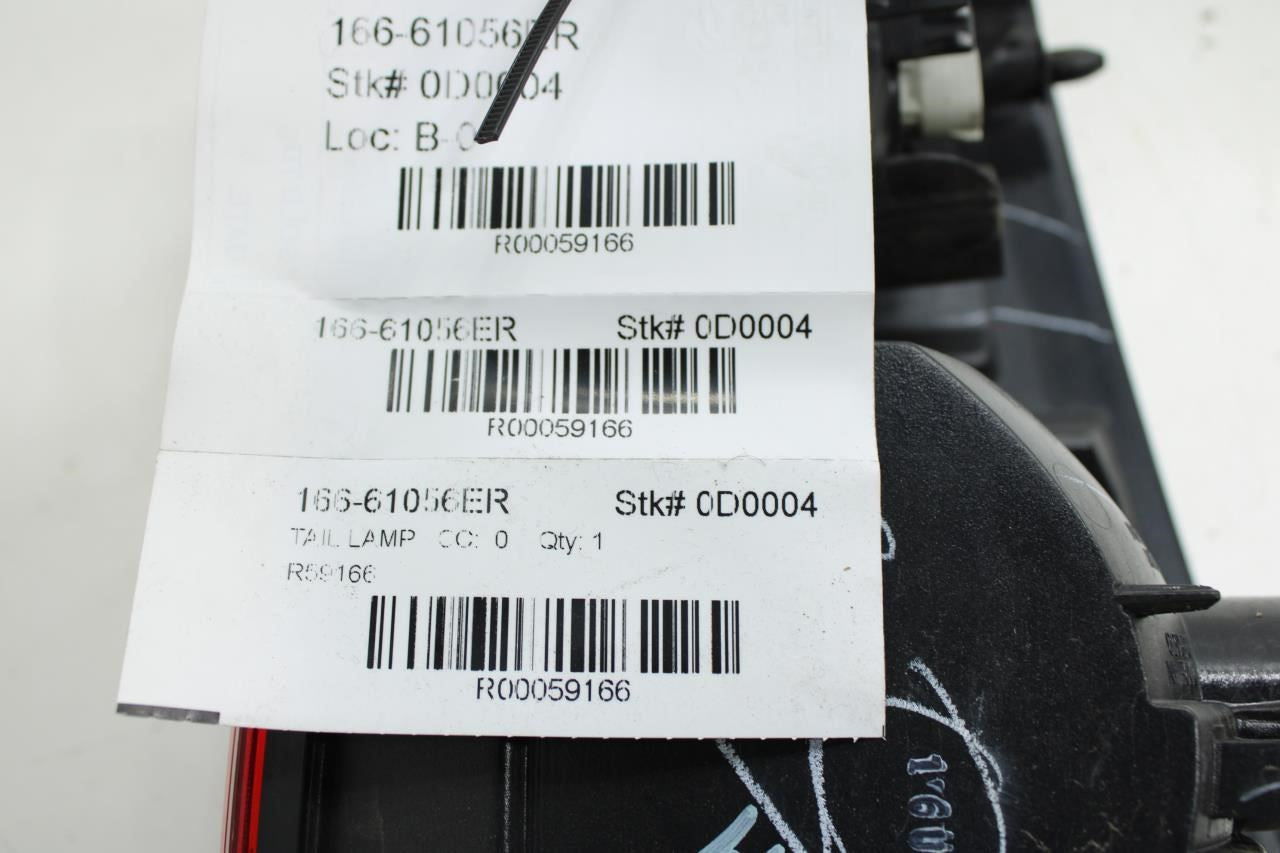 166-61056ER
Stk# 0D0004
Loc: B-0
R00059166
166-61056ER Stk# 0D0004
R00059166
166-61056ER Stk# 0D0004
TAIL LAMP CC: 0 Qty: 1
R59166
R00059166